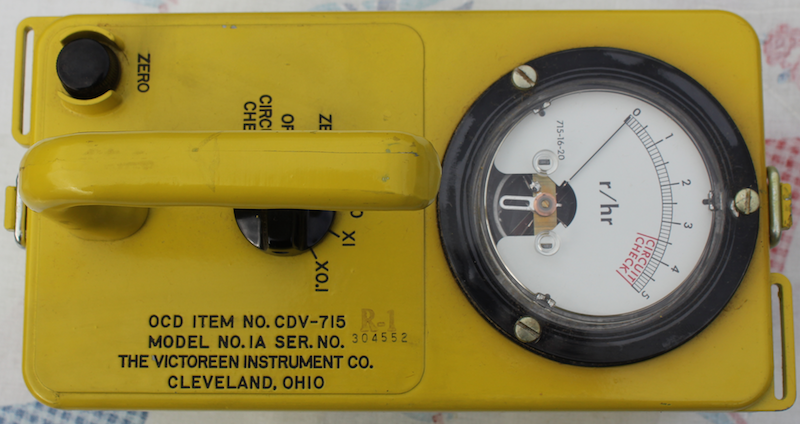 ZERO
X1
X0.1
OCD ITEM NO. CDV-715 R-1
MODEL NO. 1A SER. NO. 304552
THE VICTOREEN INSTRUMENT CO.
CLEVELAND, OHIO
715-16-20
0 1 2 3 4 5
r/hr
CIRCUIT
CHECK